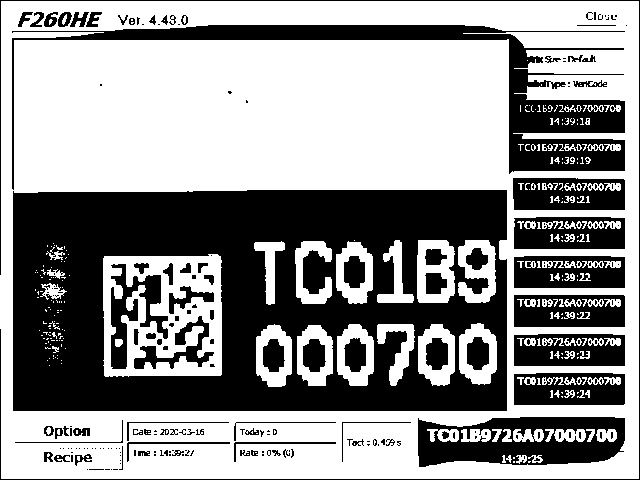 F260HE Ver. 4.43.0
Close
Size : Default
Type : VeriCode
TC01B9726A07000700
14:39:18
TC01B9726A07000700
14:39:19
TC01B9726A07000700
14:39:21
TC01B9726A07000700
14:39:21
TC01B9726A07000700
14:39:22
TC01B9726A07000700
14:39:22
TC01B9726A07000700
14:39:23
TC01B9726A07000700
14:39:24
TC01B9
000700
Option
Recipe
Date : 2020-03-16
Time : 14:39:27
Today : 0
Rate : 0% (0)
Tact : 0.459 s
TC01B9726A07000700
14:39:25